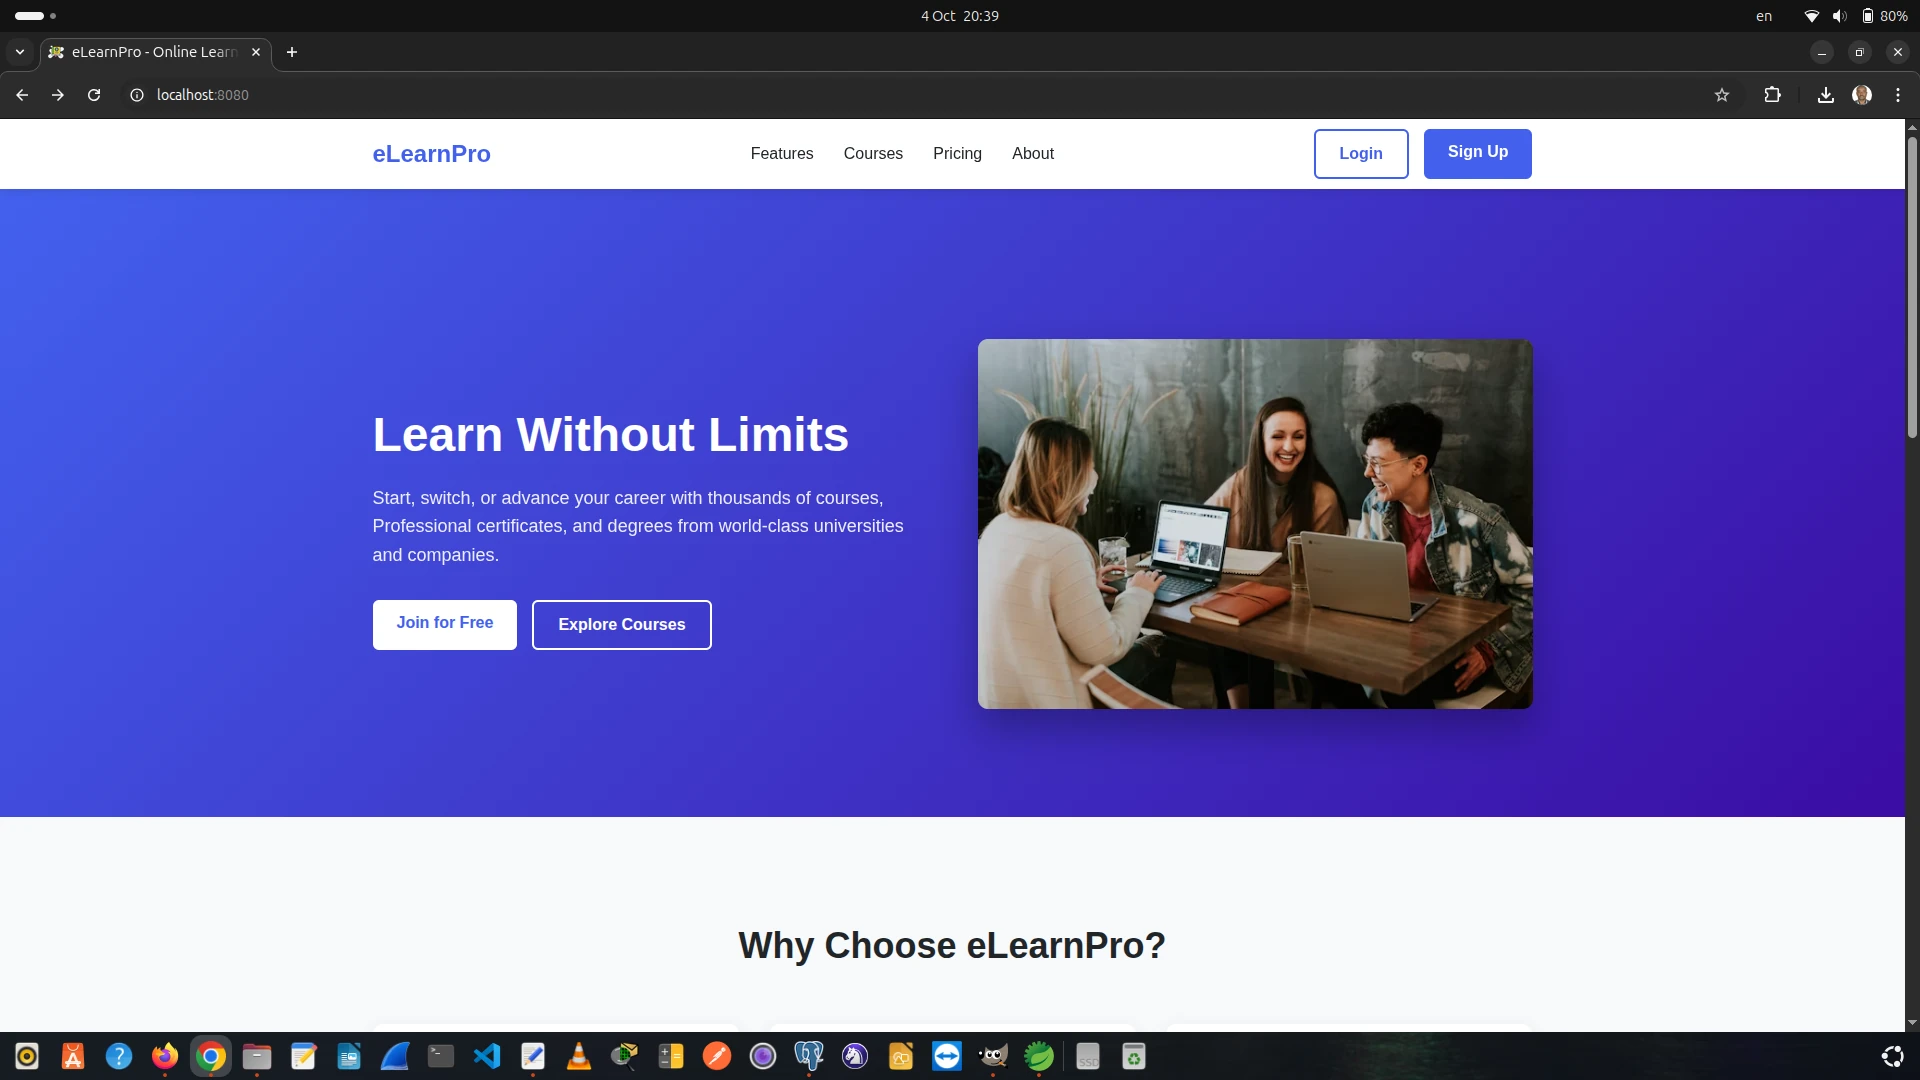 4 Oct 20:39
en
80%
eLearnPro - Online Learn
localhost:8080
eLearnPro
Features
Courses
Pricing
About
Login
Sign Up
Learn Without Limits
Start, switch, or advance your career with thousands of courses,
Professional certificates, and degrees from world-class universities
and companies.
Join for Free
Explore Courses
Why Choose eLearnPro?
SSD